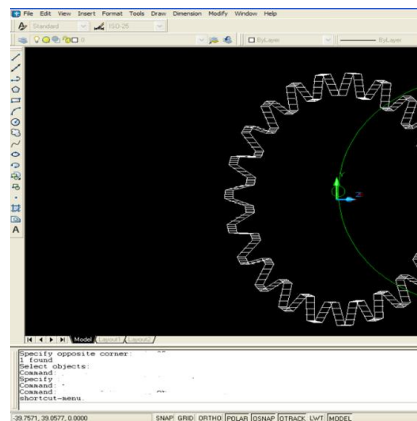 File Edit View Insert Format Tools Draw Dimension Modify Window Help
Standard ISO-25
0 ByLayer ByLayer
Y
Model Layout1 Layout2
Specify opposite corner:
1 found
Select objects:
Command
Specify
Command:
Command:
shortcut-menu.
-39.7571, 39.0577, 0.0000 SNAP GRID ORTHO POLAR OSNAP OTRACK LWT MODEL